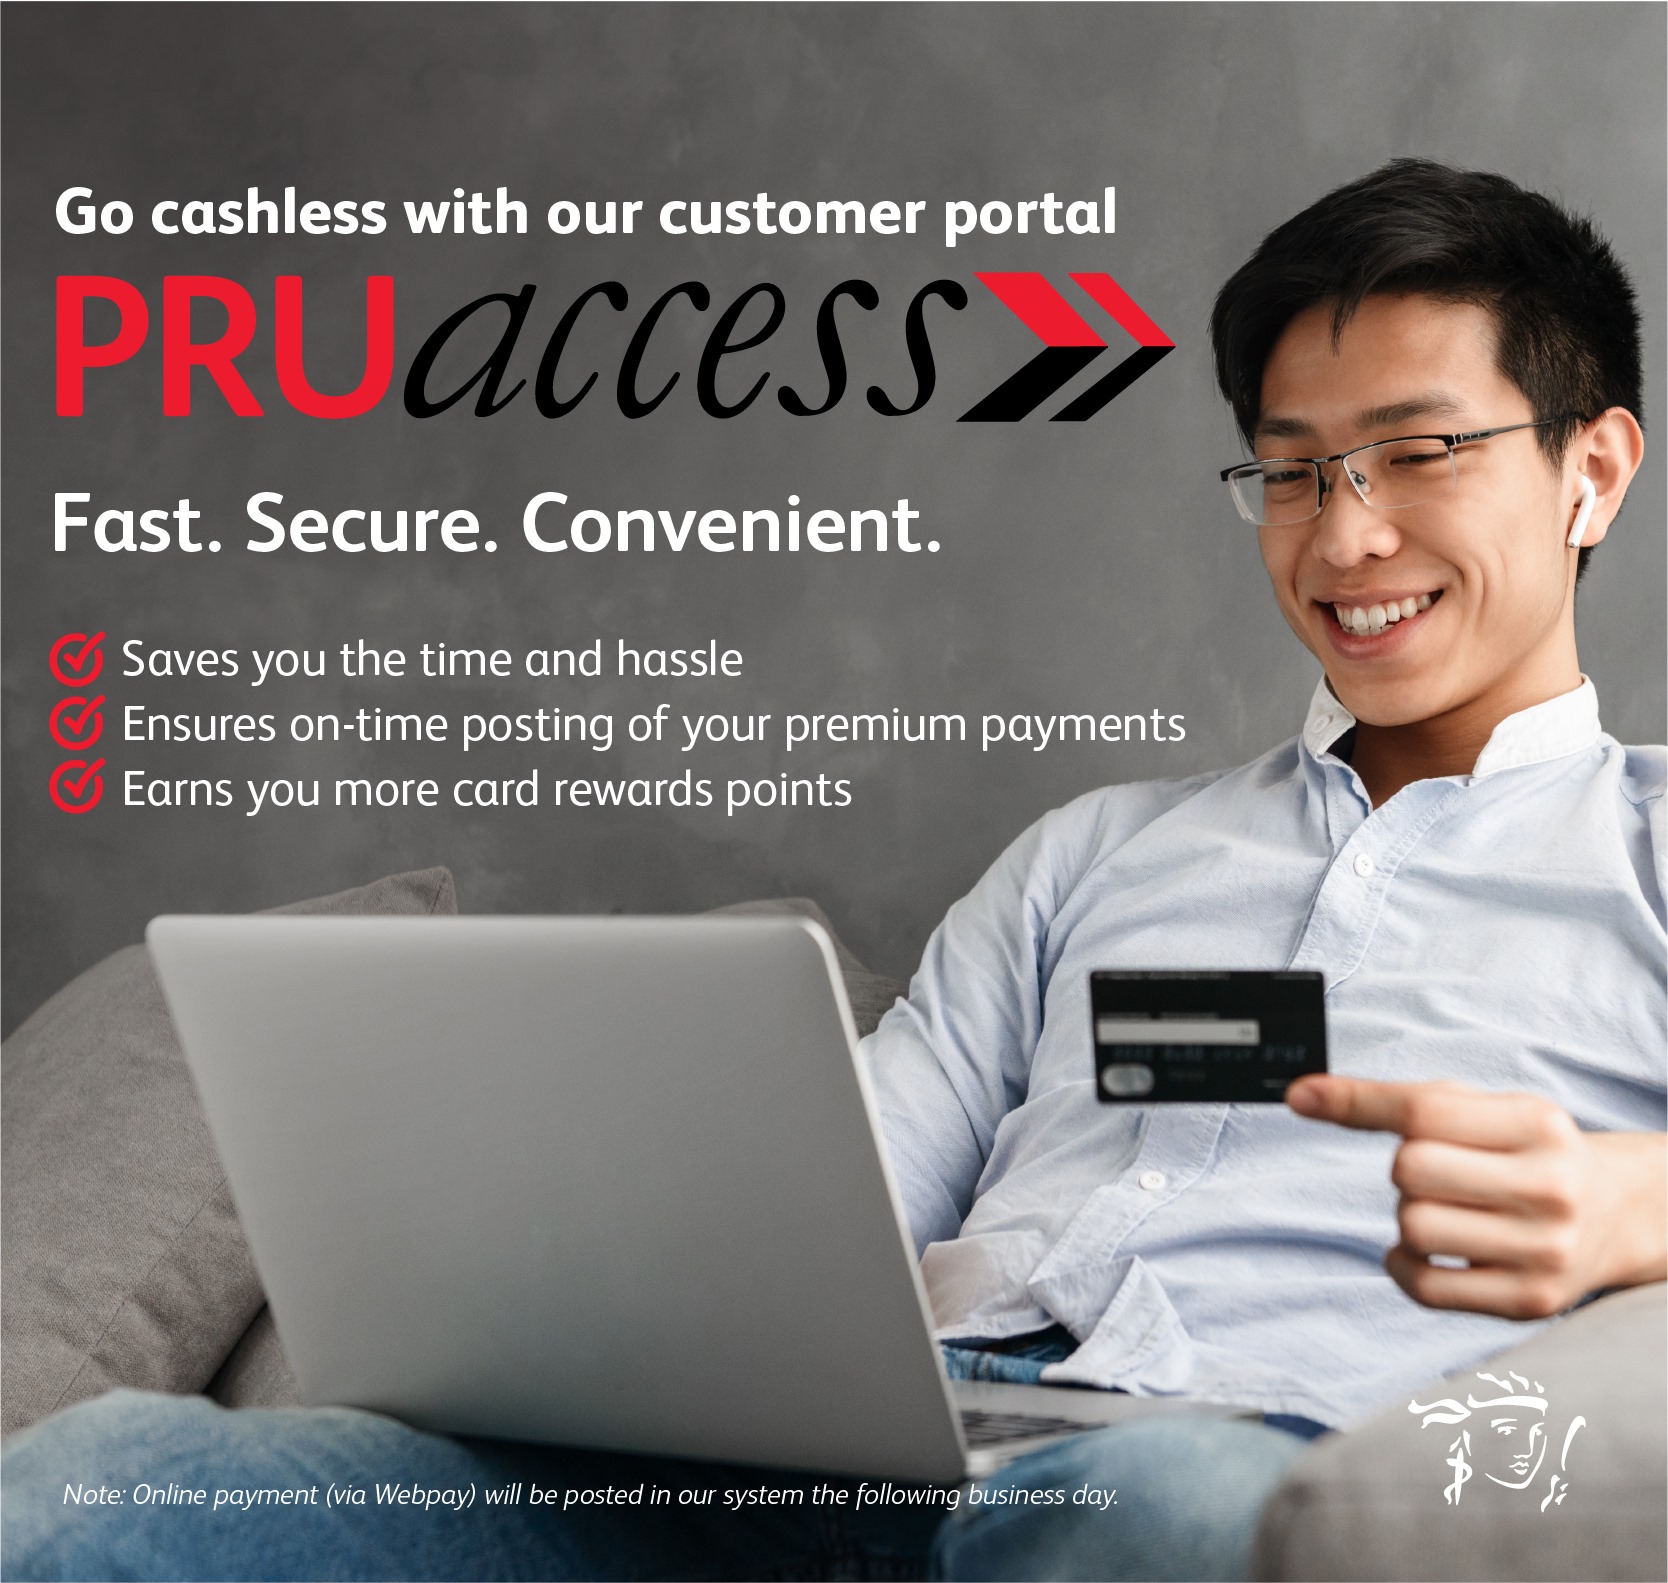 Go cashless with our customer portal
PRUaccess
Fast. Secure. Convenient.
Saves you the time and hassle
Ensures on-time posting of your premium payments
Earns you more card rewards points
Note: Online payment (via Webpay) will be posted in our system the following business day.